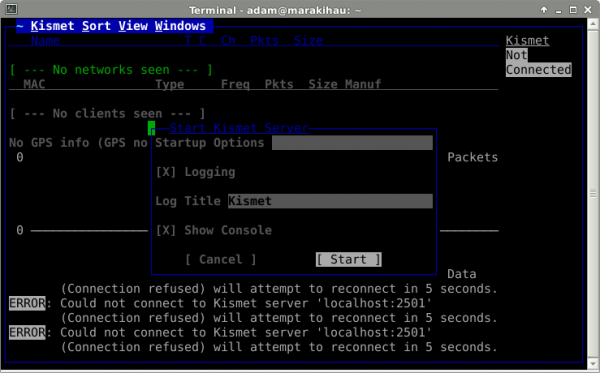 Terminal - adam@marakihau: ~
~ Kismet Sort View Windows
Name T C Ch Pkts Size
Kismet
Not
Connected
[ --- No networks seen --- ]
MAC Type Freq Pkts Size Manuf
[ --- No clients seen --- ]
Start Kismet Server
No GPS info (GPS no
Startup Options
0
Packets
[X] Logging
Log Title Kismet
0
[X] Show Console
[ Cancel ] [ Start ]
Data
(Connection refused) will attempt to reconnect in 5 seconds.
ERROR: Could not connect to Kismet server 'localhost:2501'
(Connection refused) will attempt to reconnect in 5 seconds.
ERROR: Could not connect to Kismet server 'localhost:2501'
(Connection refused) will attempt to reconnect in 5 seconds.